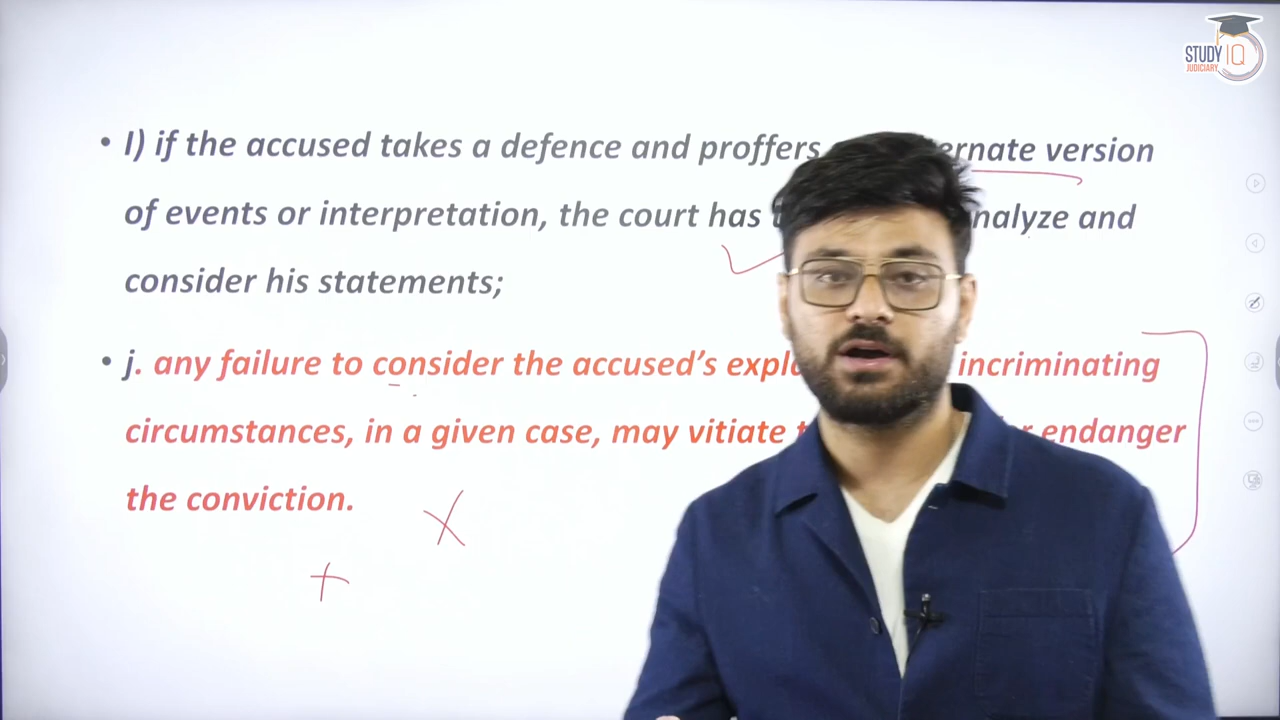 STUDY IQ
JUDICIARY
• I) if the accused takes a defence and proffers ernate version
of events or interpretation, the court has nalyze and
consider his statements;
• j. any failure to consider the accused's incriminating
circumstances, in a given case, may vitiate endanger
the conviction.